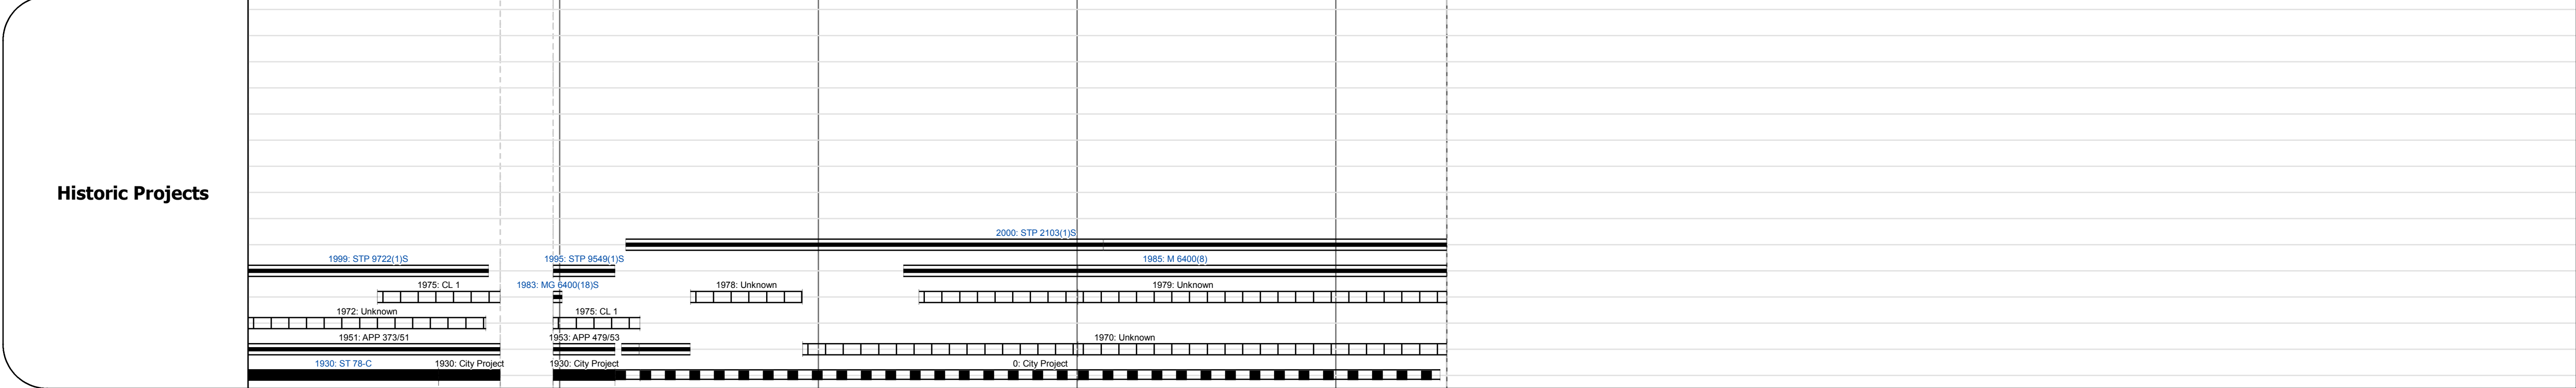 Historic Projects
2000: STP 2103(1)S
1999: STP 9722(1)S
1995: STP 9549(1)S
1985: M 6400(8)
1975: CL 1
1983: MG 6400(18)S
1978: Unknown
1979: Unknown
1972: Unknown
1975: CL 1
1951: APP 373/51
1953: APP 479/53
1970: Unknown
1930: ST 78-C
1930: City Project
1930: City Project
0: City Project